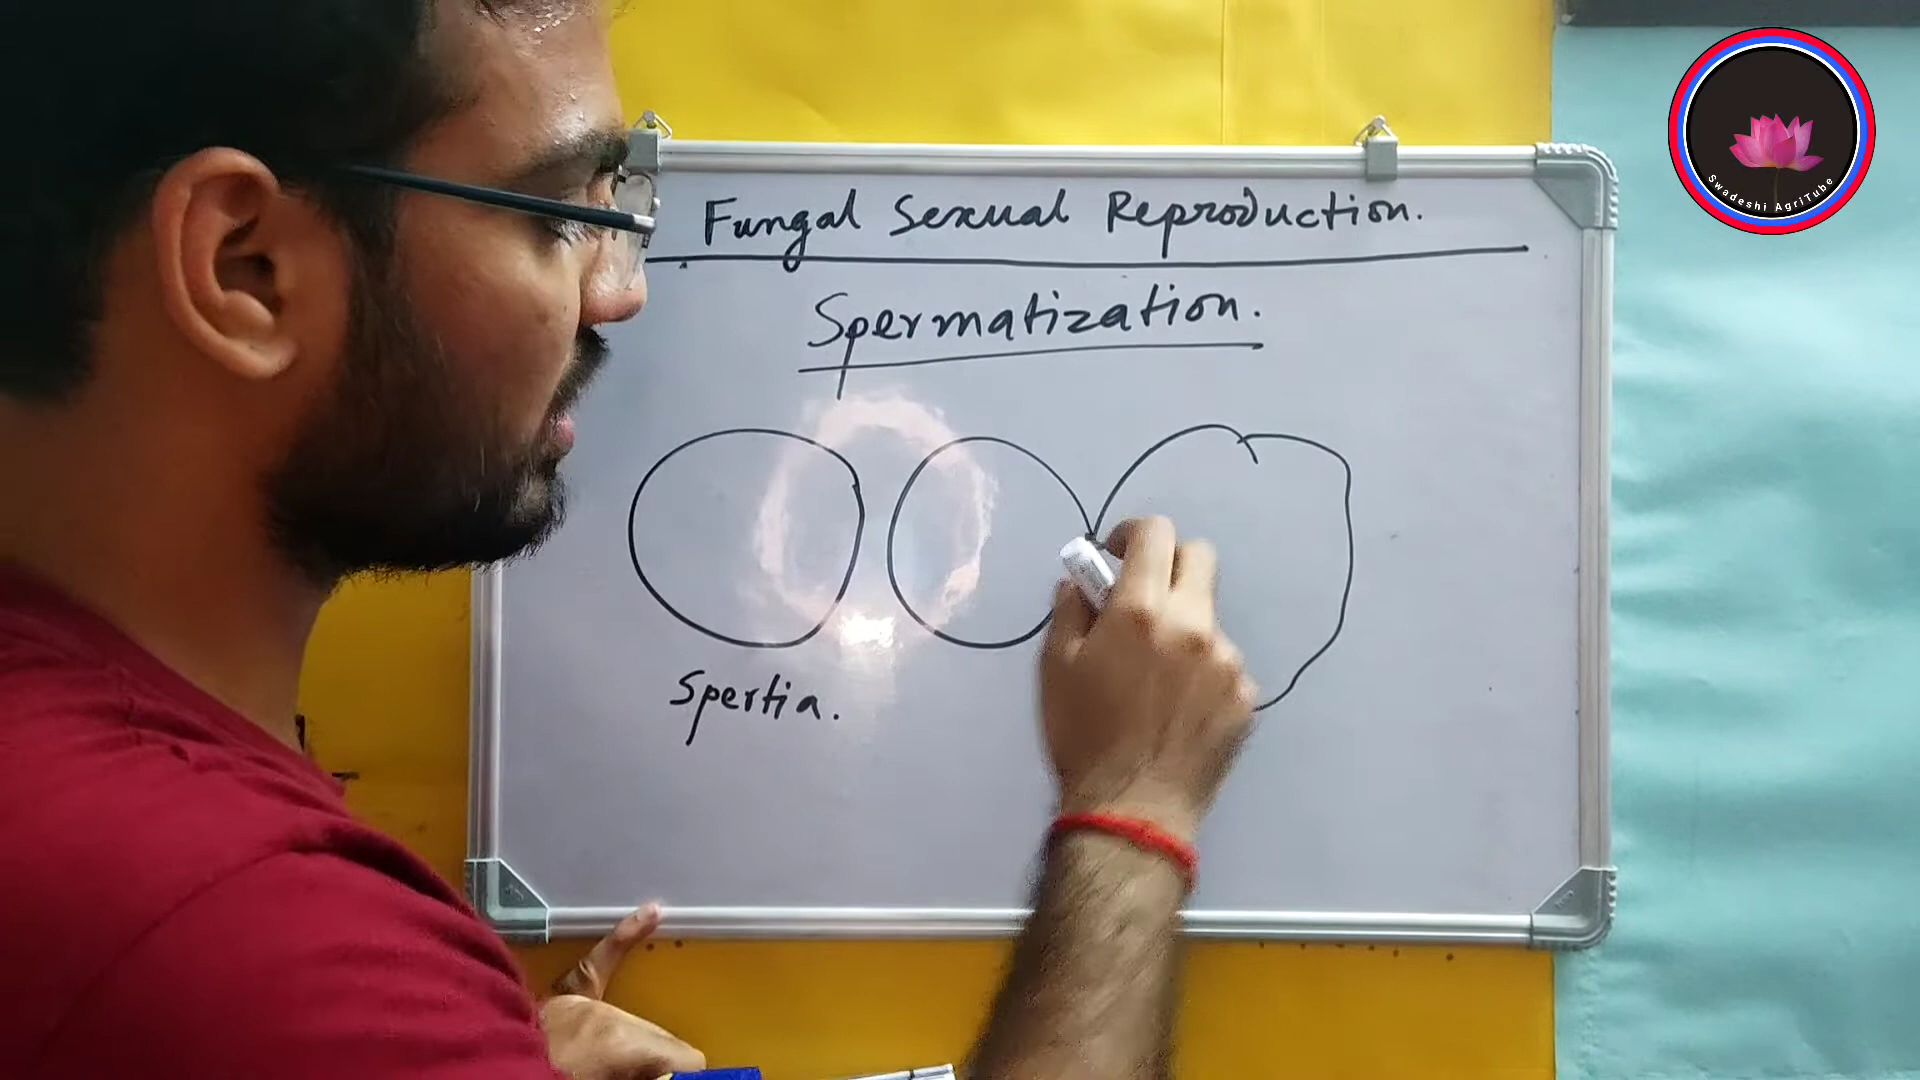 Swadeshi AgriTube
Fungal Sexual Reproduction.
Spermatization.
Spertia.